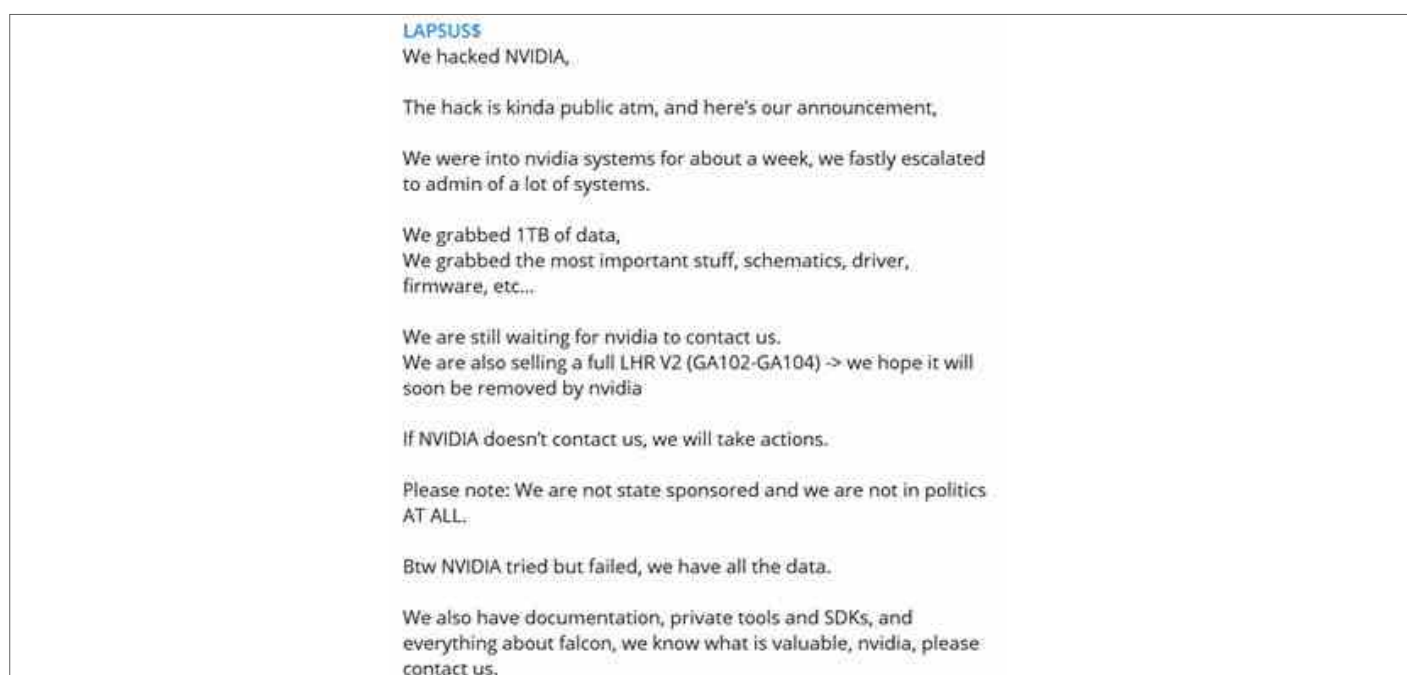 LAPSUS$
We hacked NVIDIA,
The hack is kinda public atm, and here's our announcement,
We were into nvidia systems for about a week, we fastly escalated
to admin of a lot of systems.
We grabbed 1TB of data,
We grabbed the most important stuff, schematics, driver,
firmware, etc...
We are still waiting for nvidia to contact us.
We are also selling a full LHR V2 (GA102-GA104) -> we hope it will
soon be removed by nvidia
If NVIDIA doesn't contact us, we will take actions.
Please note: We are not state sponsored and we are not in politics
AT ALL.
Btw NVIDIA tried but failed, we have all the data.
We also have documentation, private tools and SDKs, and
everything about falcon, we know what is valuable, nvidia, please
contact us.